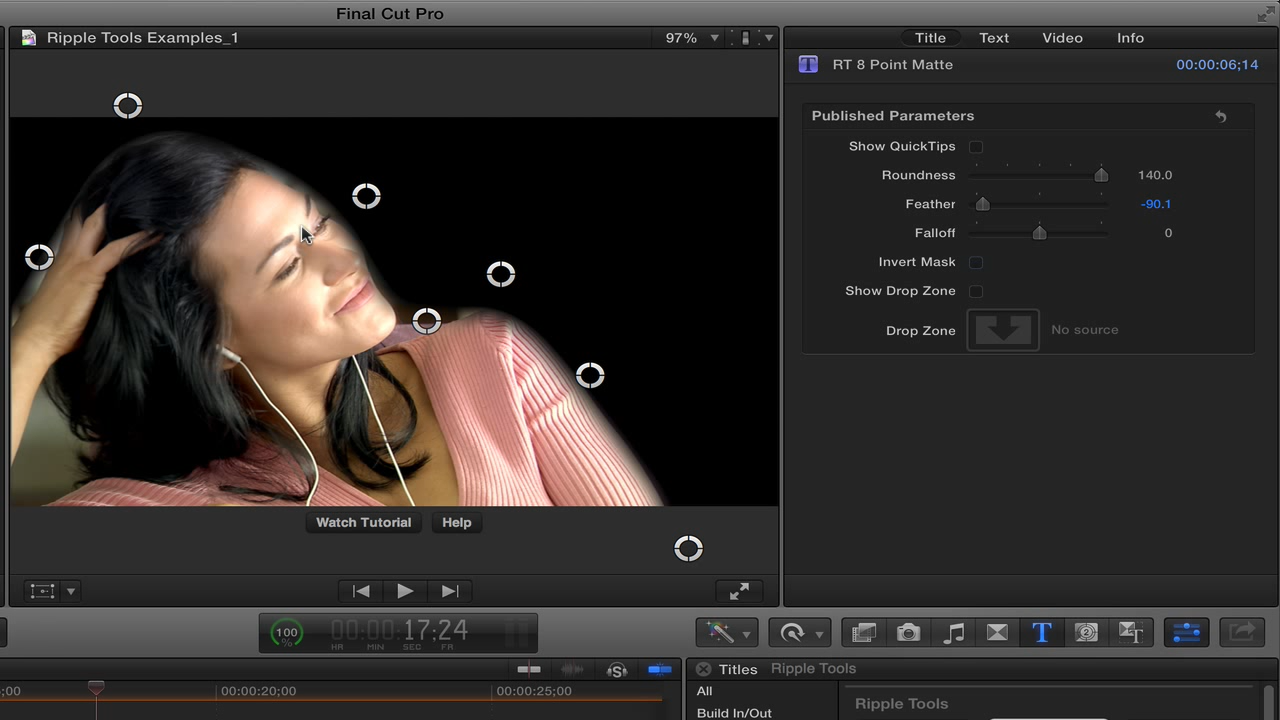 Final Cut Pro
Ripple Tools Examples_1
97%
Title Text Video Info
RT 8 Point Matte
00:00:06;14
Published Parameters
Show QuickTips
Roundness 140.0
Feather -90.1
Falloff 0
Invert Mask
Show Drop Zone
Drop Zone No source
Watch Tutorial Help
100
%
00:00:17;24
HR MIN SEC FR
;00 00:00:20;00 00:00:25;00
Titles Ripple Tools
All
Build In/Out
Ripple Tools